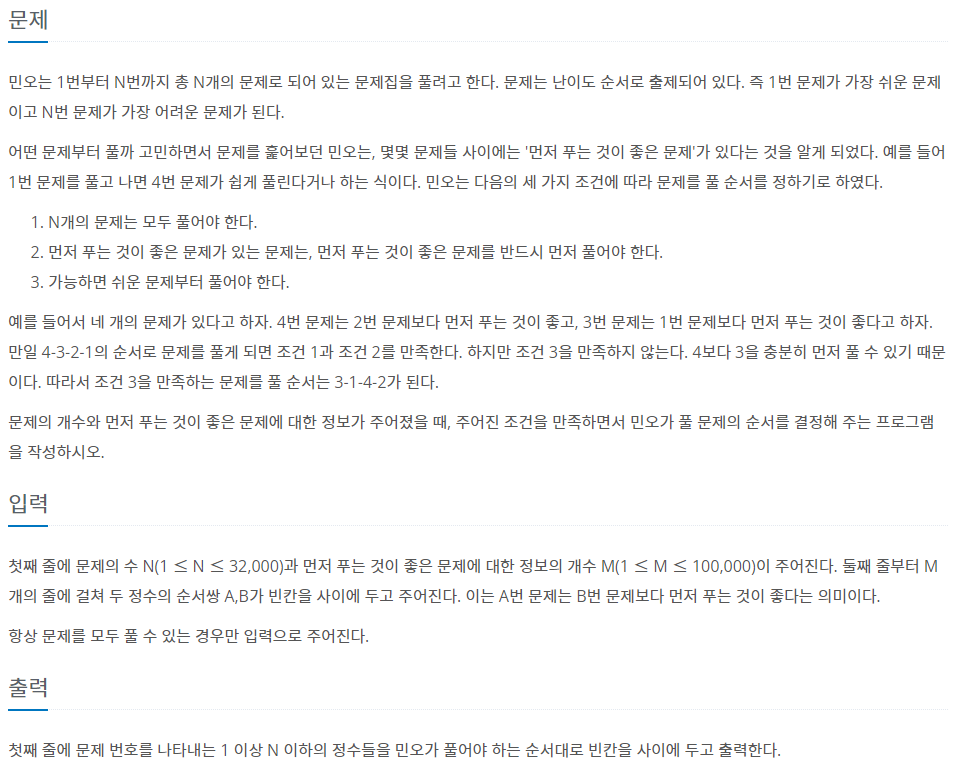 문제
민오는 1번부터 N번까지 총 N개의 문제로 되어 있는 문제집을 풀려고 한다. 문제는 난이도 순서로 출제되어 있다. 즉 1번 문제가 가장 쉬운 문제
이고 N번 문제가 가장 어려운 문제가 된다.
어떤 문제부터 풀까 고민하면서 문제를 훑어보던 민오는, 몇몇 문제들 사이에는 '먼저 푸는 것이 좋은 문제'가 있다는 것을 알게 되었다. 예를 들어
1번 문제를 풀고 나면 4번 문제가 쉽게 풀린다거나 하는 식이다. 민오는 다음의 세 가지 조건에 따라 문제를 풀 순서를 정하기로 하였다.
1. N개의 문제는 모두 풀어야 한다.
2. 먼저 푸는 것이 좋은 문제가 있는 문제는, 먼저 푸는 것이 좋은 문제를 반드시 먼저 풀어야 한다.
3. 가능하면 쉬운 문제부터 풀어야 한다.
예를 들어서 네 개의 문제가 있다고 하자. 4번 문제는 2번 문제보다 먼저 푸는 것이 좋고, 3번 문제는 1번 문제보다 먼저 푸는 것이 좋다고 하자.
만일 4-3-2-1의 순서로 문제를 풀게 되면 조건 1과 조건 2를 만족한다. 하지만 조건 3을 만족하지 않는다. 4보다 3을 충분히 먼저 풀 수 있기 때문
이다. 따라서 조건 3을 만족하는 문제를 풀 순서는 3-1-4-2가 된다.
문제의 개수와 먼저 푸는 것이 좋은 문제에 대한 정보가 주어졌을 때, 주어진 조건을 만족하면서 민오가 풀 문제의 순서를 결정해 주는 프로그램
을 작성하시오.
입력
첫째 줄에 문제의 수 N(1 ≤ N ≤ 32,000)과 먼저 푸는 것이 좋은 문제에 대한 정보의 개수 M(1 ≤ M ≤ 100,000)이 주어진다. 둘째 줄부터 M
개의 줄에 걸쳐 두 정수의 순서쌍 A,B가 빈칸을 사이에 두고 주어진다. 이는 A번 문제는 B번 문제보다 먼저 푸는 것이 좋다는 의미이다.
항상 문제를 모두 풀 수 있는 경우만 입력으로 주어진다.
출력
첫째 줄에 문제 번호를 나타내는 1 이상 N 이하의 정수들을 민오가 풀어야 하는 순서대로 빈칸을 사이에 두고 출력한다.